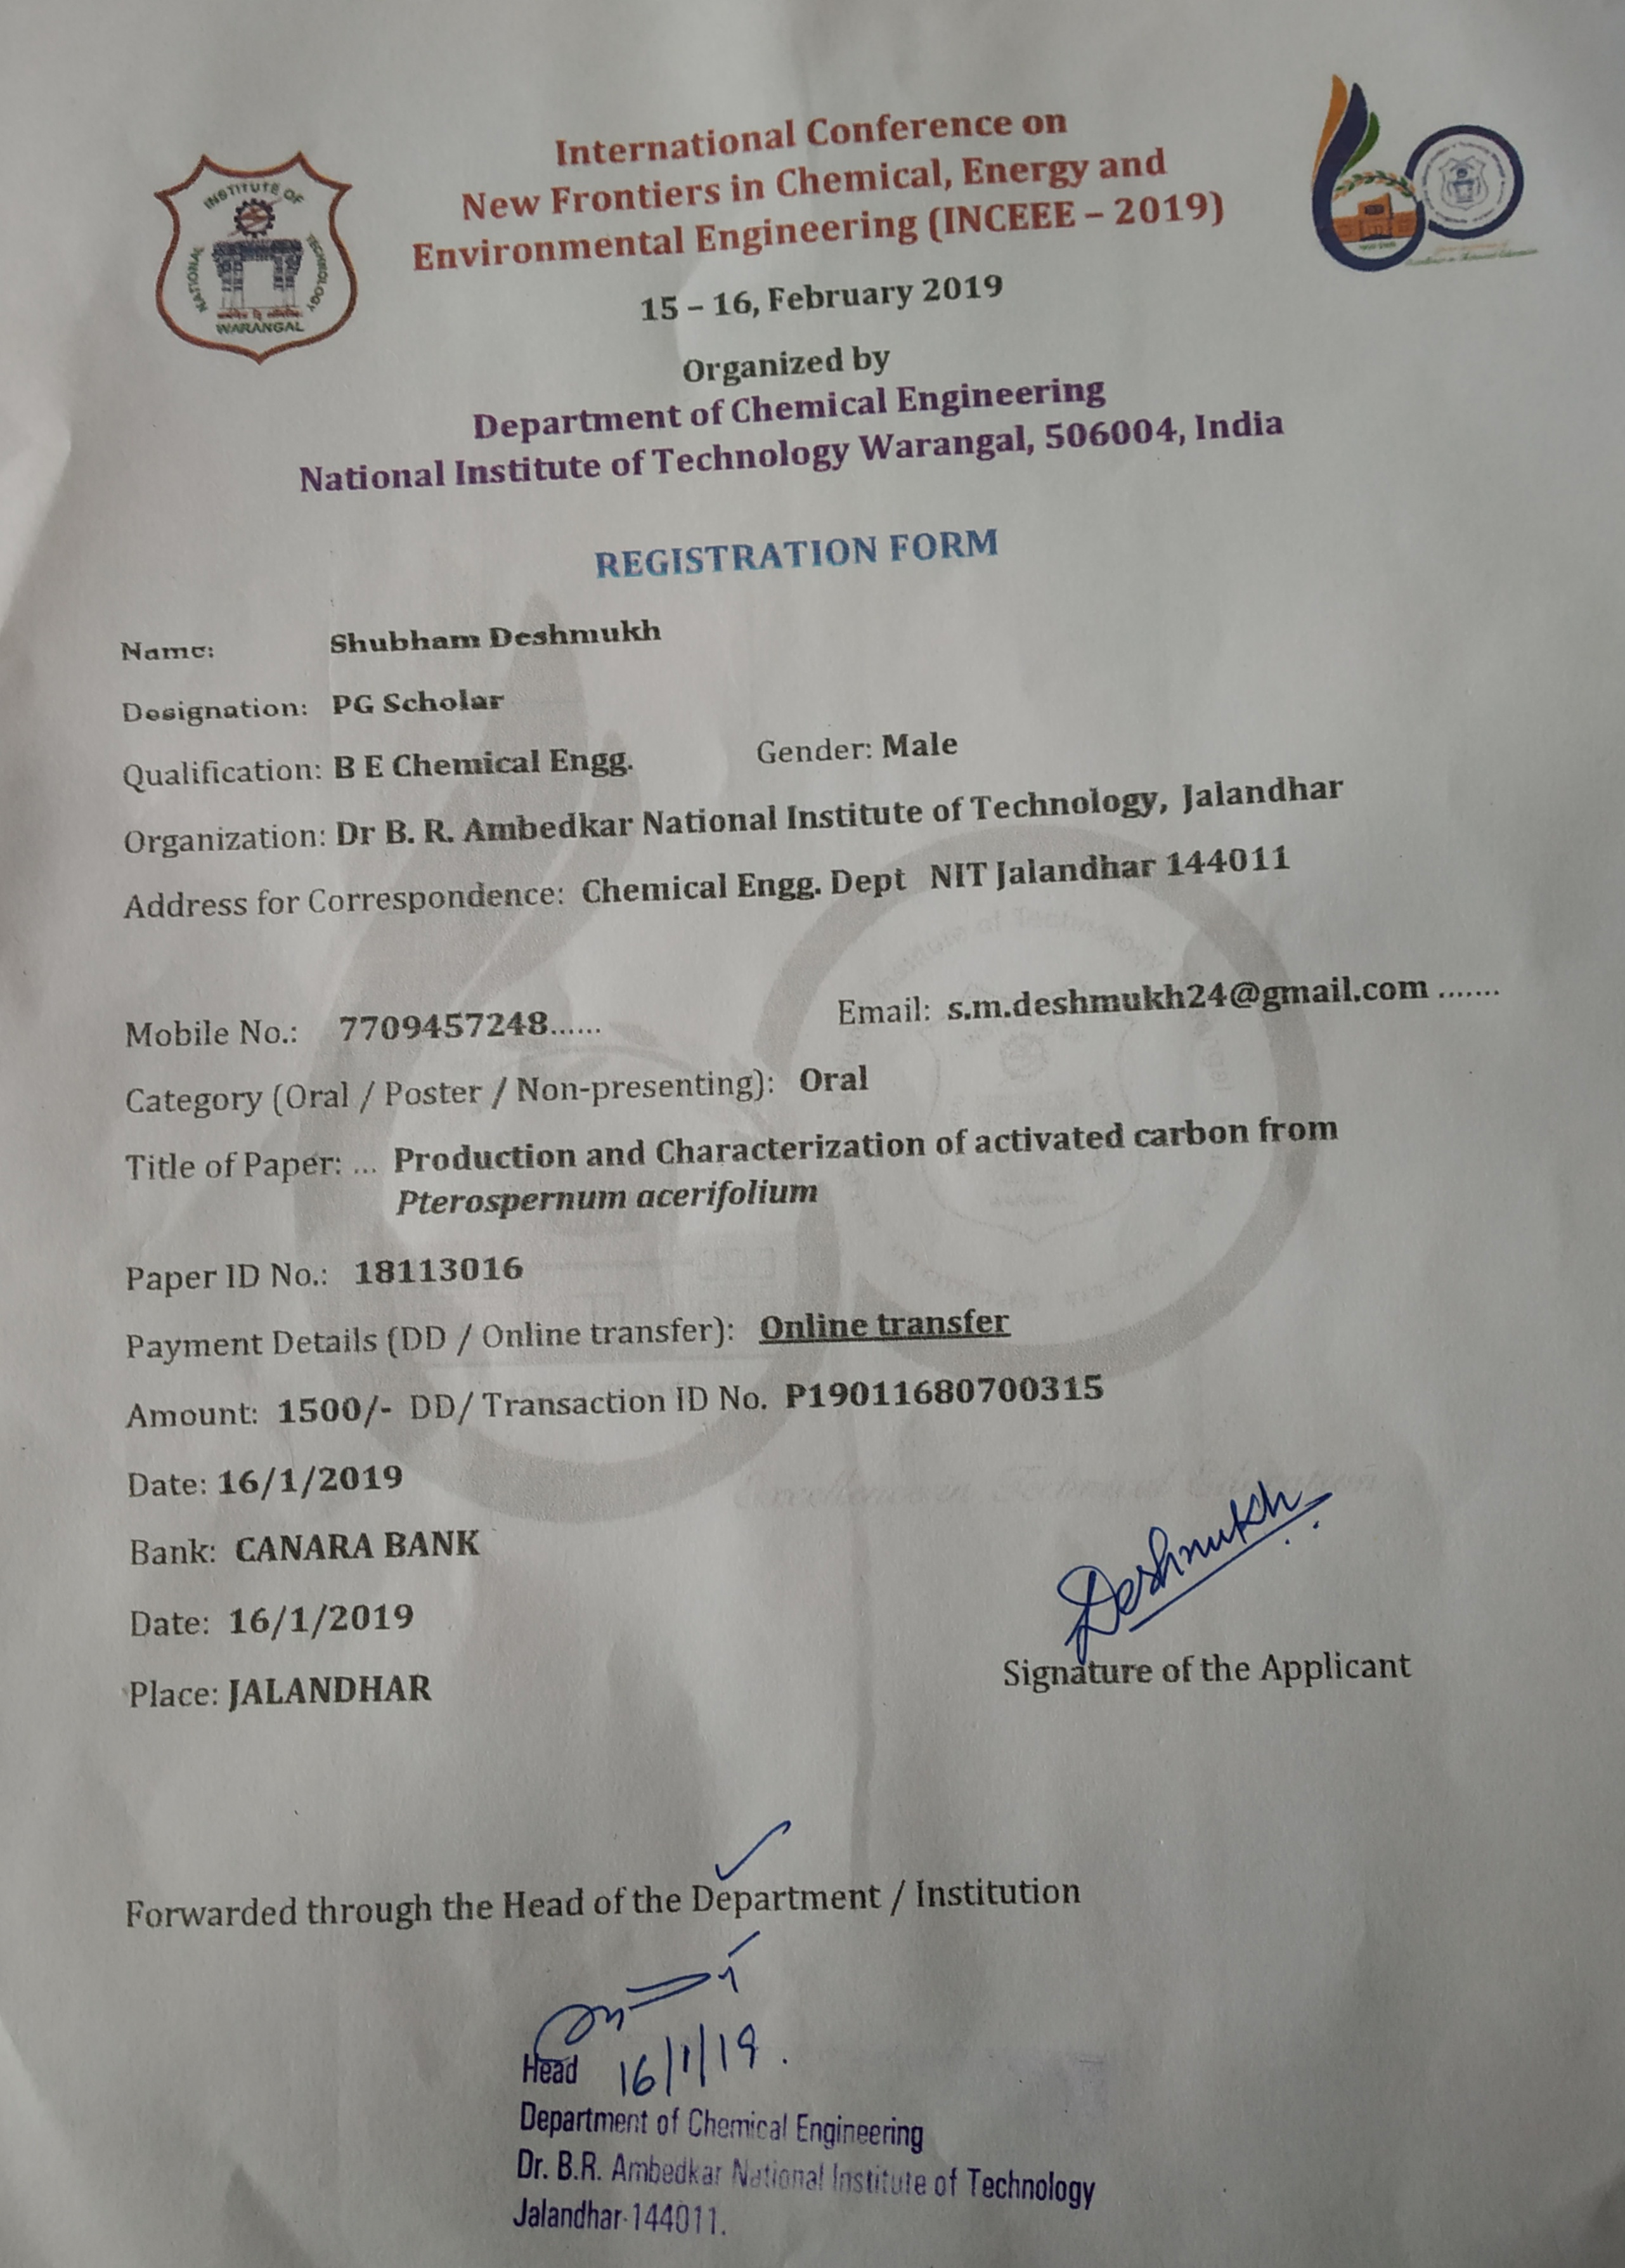 INSTITUTE OF
NATIONAL
TECHNOLOGY
WARANGAL
International Conference on
New Frontiers in Chemical, Energy and
Environmental Engineering (INCEEE – 2019)
15 – 16, February 2019
Organized by
Department of Chemical Engineering
National Institute of Technology Warangal, 506004, India
REGISTRATION FORM
Name: Shubham Deshmukh
Designation: PG Scholar
Qualification: B E Chemical Engg. Gender: Male
Organization: Dr B. R. Ambedkar National Institute of Technology, Jalandhar
Address for Correspondence: Chemical Engg. Dept NIT Jalandhar 144011
Mobile No.: 7709457248...... Email: s.m.deshmukh24@gmail.com .......
Category (Oral / Poster / Non-presenting): Oral
Title of Paper: ... Production and Characterization of activated carbon from
Pterospernum acerifolium
Paper ID No.: 18113016
Payment Details (DD / Online transfer): Online transfer
Amount: 1500/- DD/ Transaction ID No. P19011680700315
Date: 16/1/2019
Excellence in Technical Education
Bank: CANARA BANK
Deshmukh
Date: 16/1/2019
Signature of the Applicant
Place: JALANDHAR
Forwarded through the Head of the Department / Institution
Head 16/1/19.
Department of Chemical Engineering
Dr. B.R. Ambedkar National Institute of Technology
Jalandhar-144011.